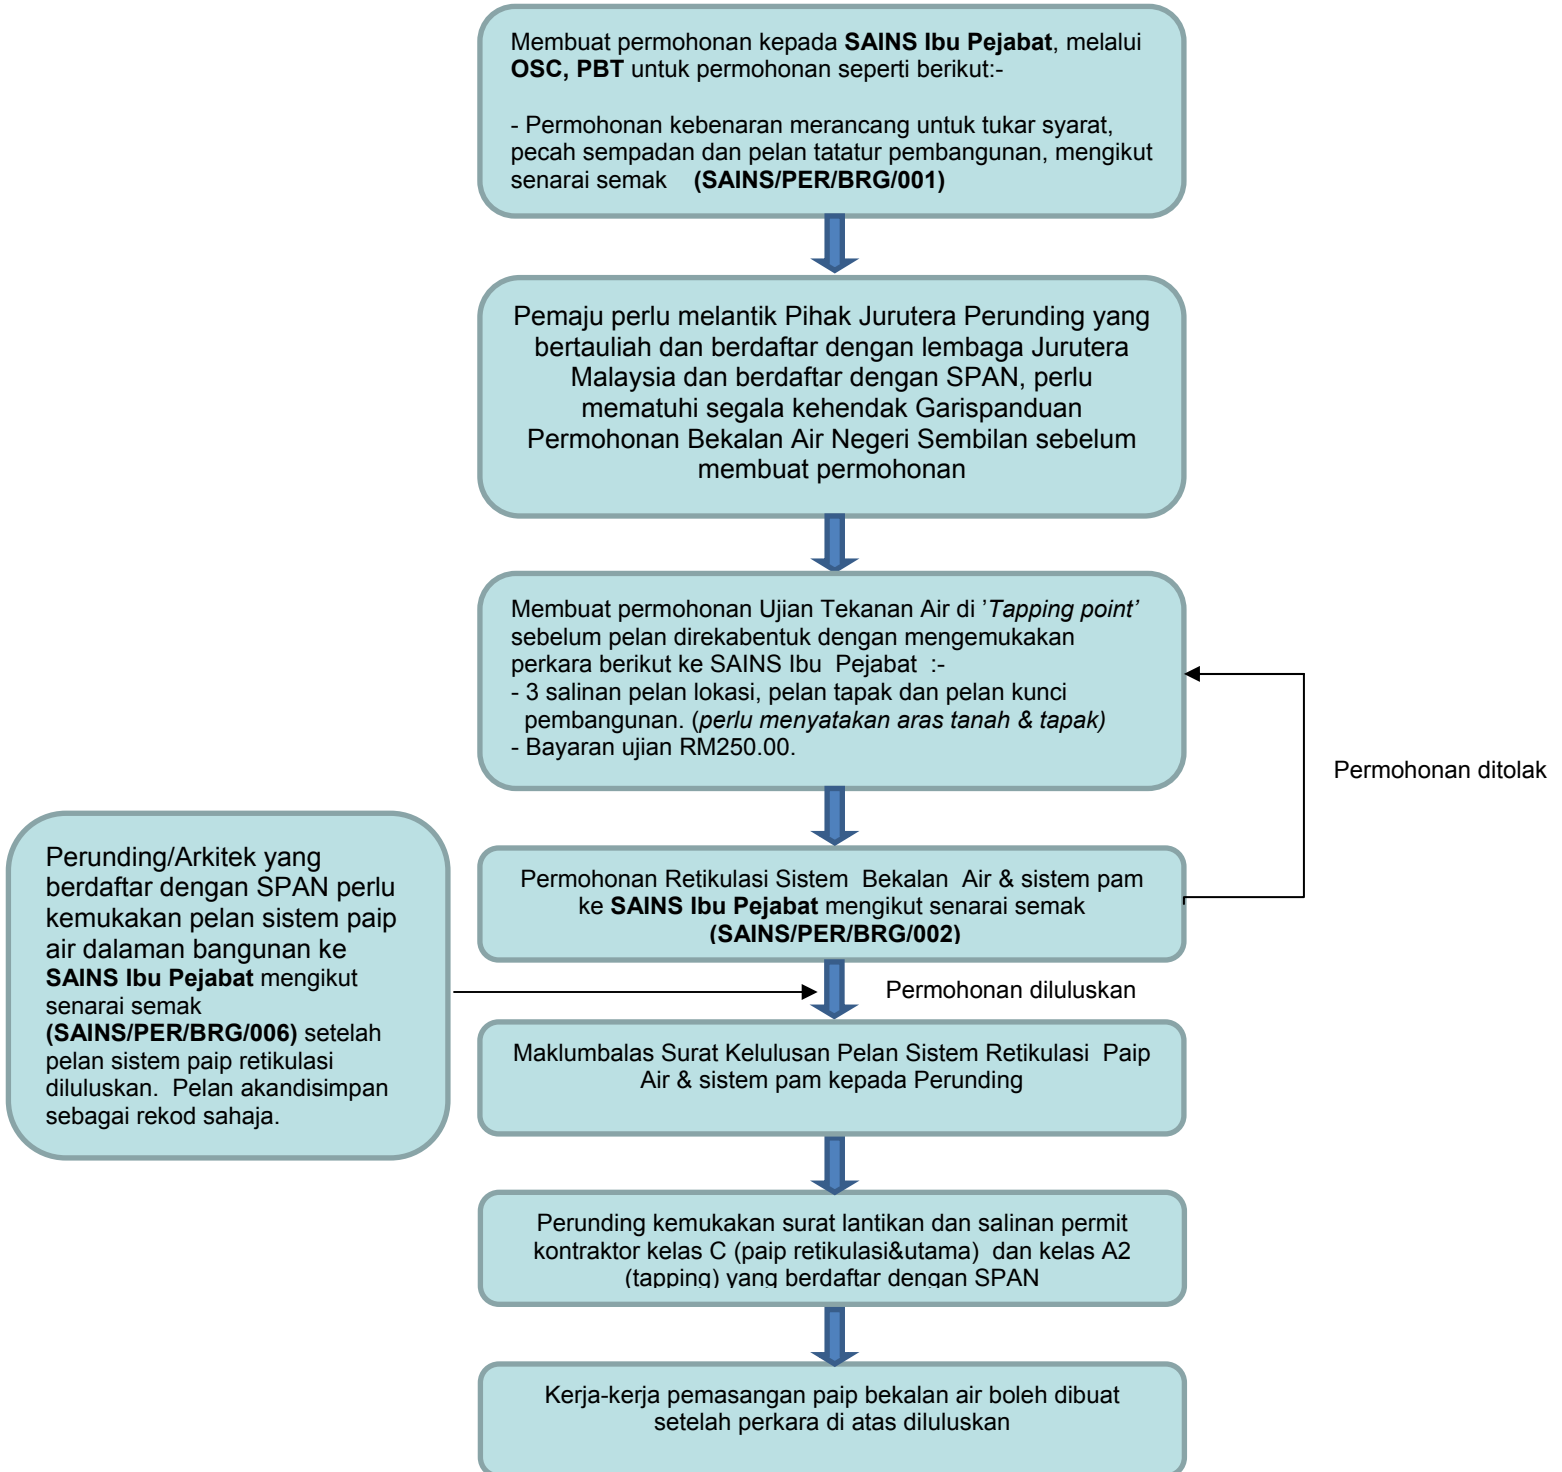 Membuat permohonan kepada SAINS Ibu Pejabat, melalui
OSC, PBT untuk permohonan seperti berikut:-
- Permohonan kebenaran merancang untuk tukar syarat,
pecah sempadan dan pelan tatatur pembangunan, mengikut
senarai semak (SAINS/PER/BRG/001)
Pemaju perlu melantik Pihak Jurutera Perunding yang
bertauliah dan berdaftar dengan lembaga Jurutera
Malaysia dan berdaftar dengan SPAN, perlu
mematuhi segala kehendak Garispanduan
Permohonan Bekalan Air Negeri Sembilan sebelum
membuat permohonan
Membuat permohonan Ujian Tekanan Air di ’Tapping point’
sebelum pelan direkabentuk dengan mengemukakan
perkara berikut ke SAINS Ibu Pejabat :-
- 3 salinan pelan lokasi, pelan tapak dan pelan kunci
pembangunan. (perlu menyatakan aras tanah & tapak)
- Bayaran ujian RM250.00.
Permohonan ditolak
Permohonan Retikulasi Sistem Bekalan Air & sistem pam
ke SAINS Ibu Pejabat mengikut senarai semak
(SAINS/PER/BRG/002)
Perunding/Arkitek yang
berdaftar dengan SPAN perlu
kemukakan pelan sistem paip
air dalaman bangunan ke
SAINS Ibu Pejabat mengikut
senarai semak
(SAINS/PER/BRG/006) setelah
pelan sistem paip retikulasi
diluluskan. Pelan akandisimpan
sebagai rekod sahaja.
Permohonan diluluskan
Maklumbalas Surat Kelulusan Pelan Sistem Retikulasi Paip
Air & sistem pam kepada Perunding
Perunding kemukakan surat lantikan dan salinan permit
kontraktor kelas C (paip retikulasi&utama) dan kelas A2
(tapping) yang berdaftar dengan SPAN
Kerja-kerja pemasangan paip bekalan air boleh dibuat
setelah perkara di atas diluluskan